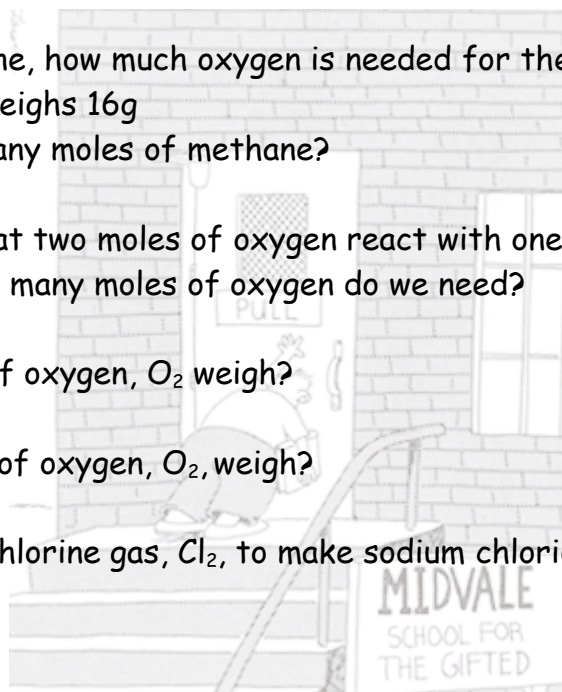 ne, how much oxygen is needed for the
eighs 16g
any moles of methane?
at two moles of oxygen react with one
many moles of oxygen do we need?
PULL
f oxygen, O₂ weigh?
of oxygen, O₂, weigh?
hlorine gas, Cl₂, to make sodium chlori
MIDVALE
SCHOOL FOR
THE GIFTED